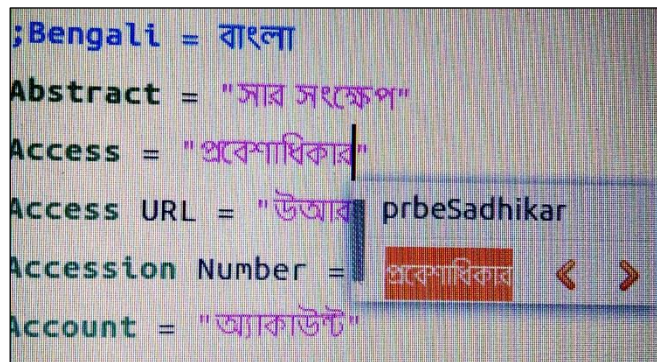 ;Bengali = বাংলা
Abstract = "সার সংক্ষেপ"
Access = "প্রবেশাধিকার"
Access URL = "উআর
prbeSadhikar
Accession Number =
প্রবেশাধিকার
Account = "অ্যাকাউন্ট"